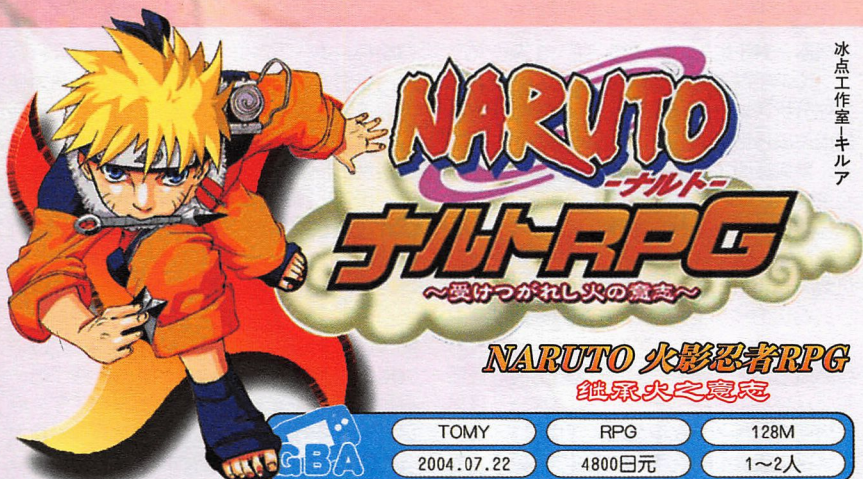 冰点工作室—キルア
NARUTO
-ナルト-
ナルトRPG
～受けつがれし火の意志～
NARUTO 火影忍者RPG
继承火之意志
GBA
TOMY RPG 128M
2004.07.22 4800日元 1～2人